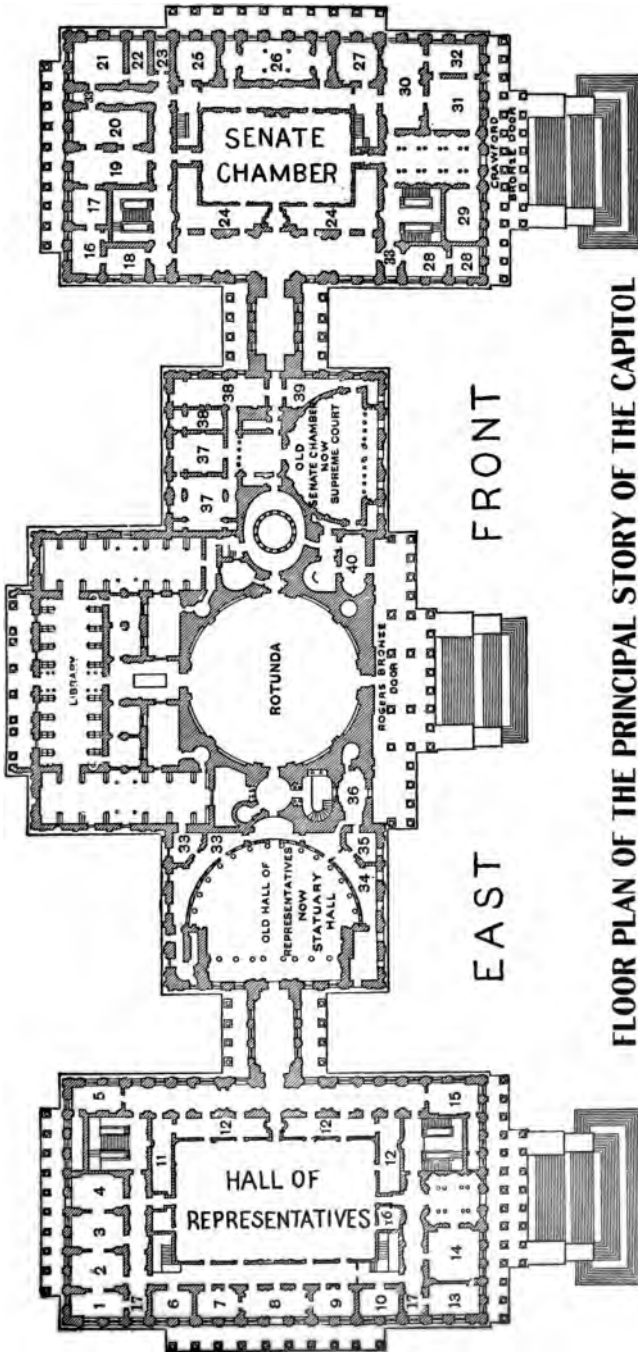 1
2
3
4
5
17
6
7
8
9
10
11
12
12
12
HALL OF
REPRESENTATIVES
16
17
13
14
15
33
33
OLD HALL OF
REPRESENTATIVES
NOW
STATUARY
HALL
34
35
36
LIBRARY
ROTUNDA
ROGERS BRONZE
DOOR
37
37
38
38
39
40
OLD
SENATE CHAMBER
NOW
SUPREME COURT
16
17
18
19
20
33
21
22
23
24
24
SENATE
CHAMBER
25
26
27
33
28
28
29
30
31
32
CRAWFORD
BRONZE DOOR
EAST FRONT
FLOOR PLAN OF THE PRINCIPAL STORY OF THE CAPITOL